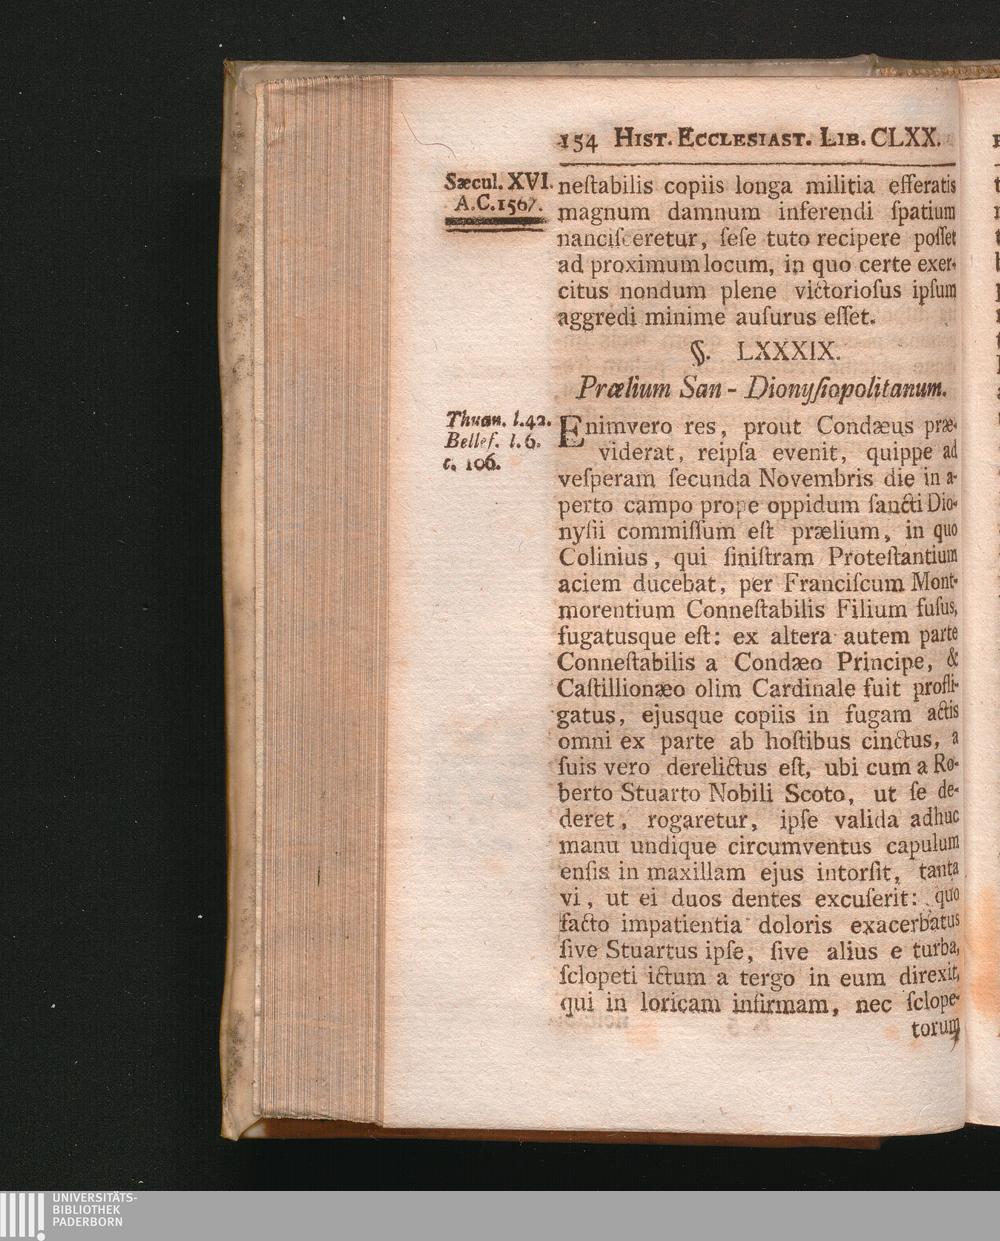 154 HIST. ECCLESIAST. LIB. CLXX.
Sæcul. XVI.
A.C.1567.
neſtabilis copiis longa militia efferatis
magnum damnum inferendi ſpatium
nanciſceretur, ſeſe tuto recipere poſſet
ad proximum locum, in quo certe exer-
citus nondum plene victorioſus ipſum
aggredi minime auſurus eſſet.
§. LXXXIX.
Prælium San-Dionyſiopolitanum.
Thuan. l.42.
Belleſ. l.6.
c. 106.
Enimvero res, prout Condæus præ-
viderat, reipſa evenit, quippe ad
veſperam ſecunda Novembris die in a-
perto campo prope oppidum ſancti Dio-
nyſii commiſſum eſt prælium, in quo
Colinius, qui ſiniſtram Proteſtantium
aciem ducebat, per Franciſcum Mont-
morentium Conneſtabilis Filium fuſus,
fugatusque eſt: ex altera autem parte
Conneſtabilis a Condæo Principe, &
Caſtillionæo olim Cardinale fuit profli-
gatus, ejusque copiis in fugam actis
omni ex parte ab hoſtibus cinctus, a
ſuis vero derelictus eſt, ubi cum a Ro-
berto Stuarto Nobili Scoto, ut ſe de-
deret, rogaretur, ipſe valida adhuc
manu undique circumventus capulum
enſis in maxillam ejus intorſit, tanta
vi, ut ei duos dentes excuſerit: quo
facto impatientia doloris exacerbatus
ſive Stuartus ipſe, ſive alius e turba,
ſclopeti ictum a tergo in eum direxit,
qui in loricam infirmam, nec ſclope-
torum
UNIVERSITÄTS-
BIBLIOTHEK
PADERBORN